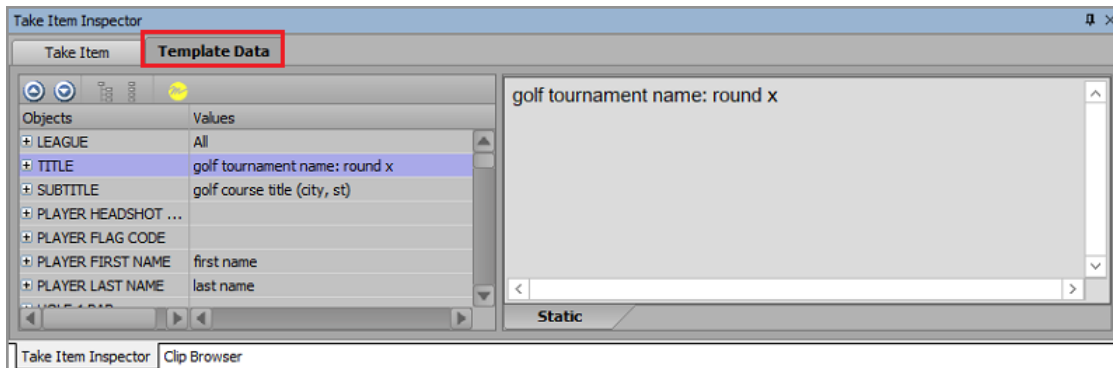 Take Item Inspector
Take Item
Template Data
Objects Values
LEAGUE All
TITLE golf tournament name: round x
SUBTITLE golf course title (city, st)
PLAYER HEADSHOT ...
PLAYER FLAG CODE
PLAYER FIRST NAME first name
PLAYER LAST NAME last name
golf tournament name: round x
Static
Take Item Inspector
Clip Browser